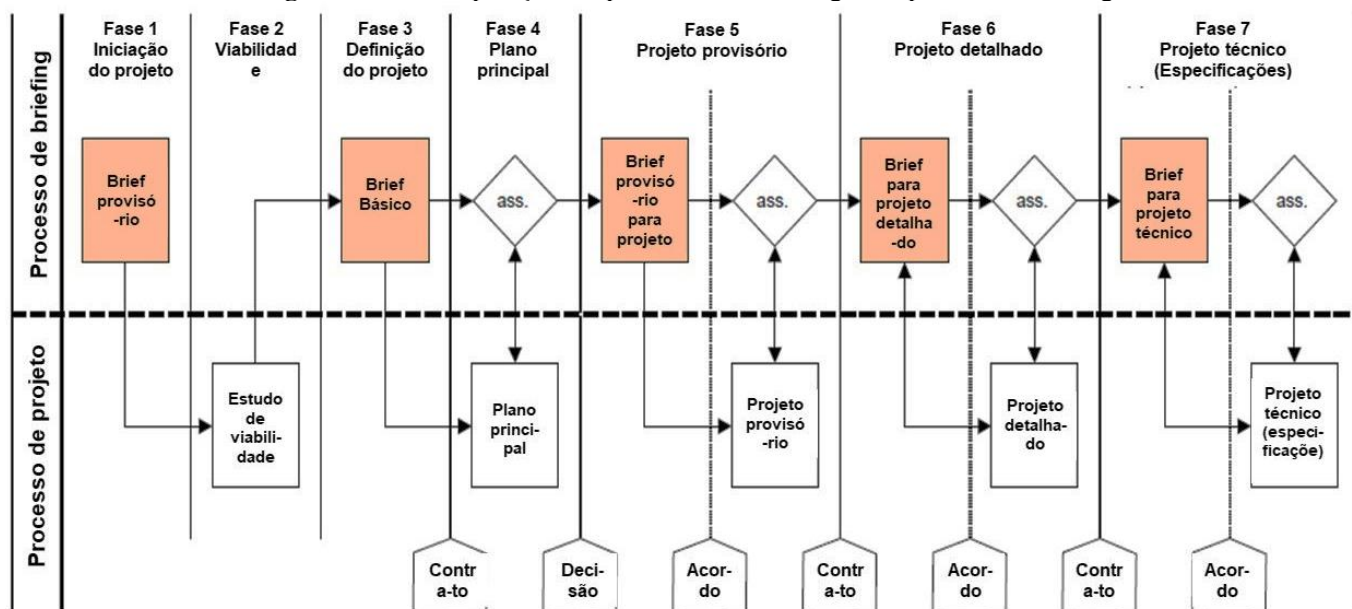 Fase 1
Iniciação
do projeto
Fase 2
Viabilidad
e
Fase 3
Definição
do projeto
Fase 4
Plano
principal
Fase 5
Projeto provisório
Fase 6
Projeto detalhado
Fase 7
Projeto técnico
(Especificações)
Processo de briefing
Brief
provisó
-rio
Brief
Básico
ass.
Brief
provisó
-rio
para
projeto
ass.
Brief
para
projeto
detalha
-do
ass.
Brief
para
projeto
técnico
ass.
Processo de projeto
Estudo
de
viabili-
dade
Plano
princi-
pal
Projeto
provisó
-rio
Projeto
detalha-
do
Projeto
técnico
(especi-
ficaçõe)
Contr
a-to
Deci-
são
Acor-
do
Contr
a-to
Acor-
do
Contr
a-to
Acor-
do